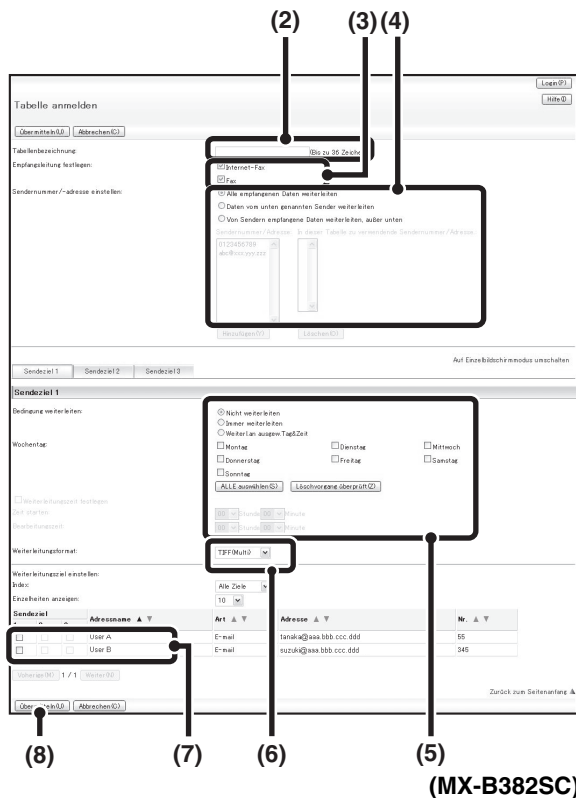 (2) (3) (4)
Login(P)
Tabelle anmelden
Hilfe(I)
Übermitteln(U) Abbrechen(C)
Tabellenbezeichnung: (Bis zu 36 Zeichen
Empfangsleitung festlegen: Internet-Fax
Fax
Sendernummer/-adresse einstellen: Alle empfangenen Daten weiterleiten
Daten vom unten genannten Sender weiterleiten
Von Sendern empfangene Daten weiterleiten, außer unten
Sendernummer/Adresse: In dieser Tabelle zu verwendende Sendernummer/Adresse:
0123456789
abc@xxx.yyy.zzz
Hinzufügen(V) Löschen(O)
Auf Einzelbildschirmmodus umschalten
Sendeziel 1 Sendeziel 2 Sendeziel 3
Sendeziel 1
Bedingung weiterleiten: Nicht weiterleiten
Immer weiterleiten
Weiterl.an ausgew.Tag&Zeit
Wochentag: Montag Dienstag Mittwoch
Donnerstag Freitag Samstag
Sonntag
ALLE auswählen(S) Löschvorgang überprüft(Z)
Weiterleitungszeit festlegen
Zeit starten: 00 Stunde 00 Minute
00 Stunde 00 Minute
Weiterleitungsformat: TIFF(Multi)
Weiterleitungsziel einstellen:
Index: Alle Ziele
Einzelheiten anzeigen: 10
Sendeziel Adressname ▲ ▼ Art ▲ ▼ Adresse ▲ ▼ Nr. ▲ ▼
User A E-mail tanaka@aaa.bbb.ccc.ddd 55
User B E-mail suzuki@aaa.bbb.ccc.ddd 345
Vorherige(M) 1 / 1 Weiter(N)
Zurück zum Seitenanfang ▲
Übermitteln(U) Abbrechen(C)
(8) (7) (6) (5)
(MX-B382SC)